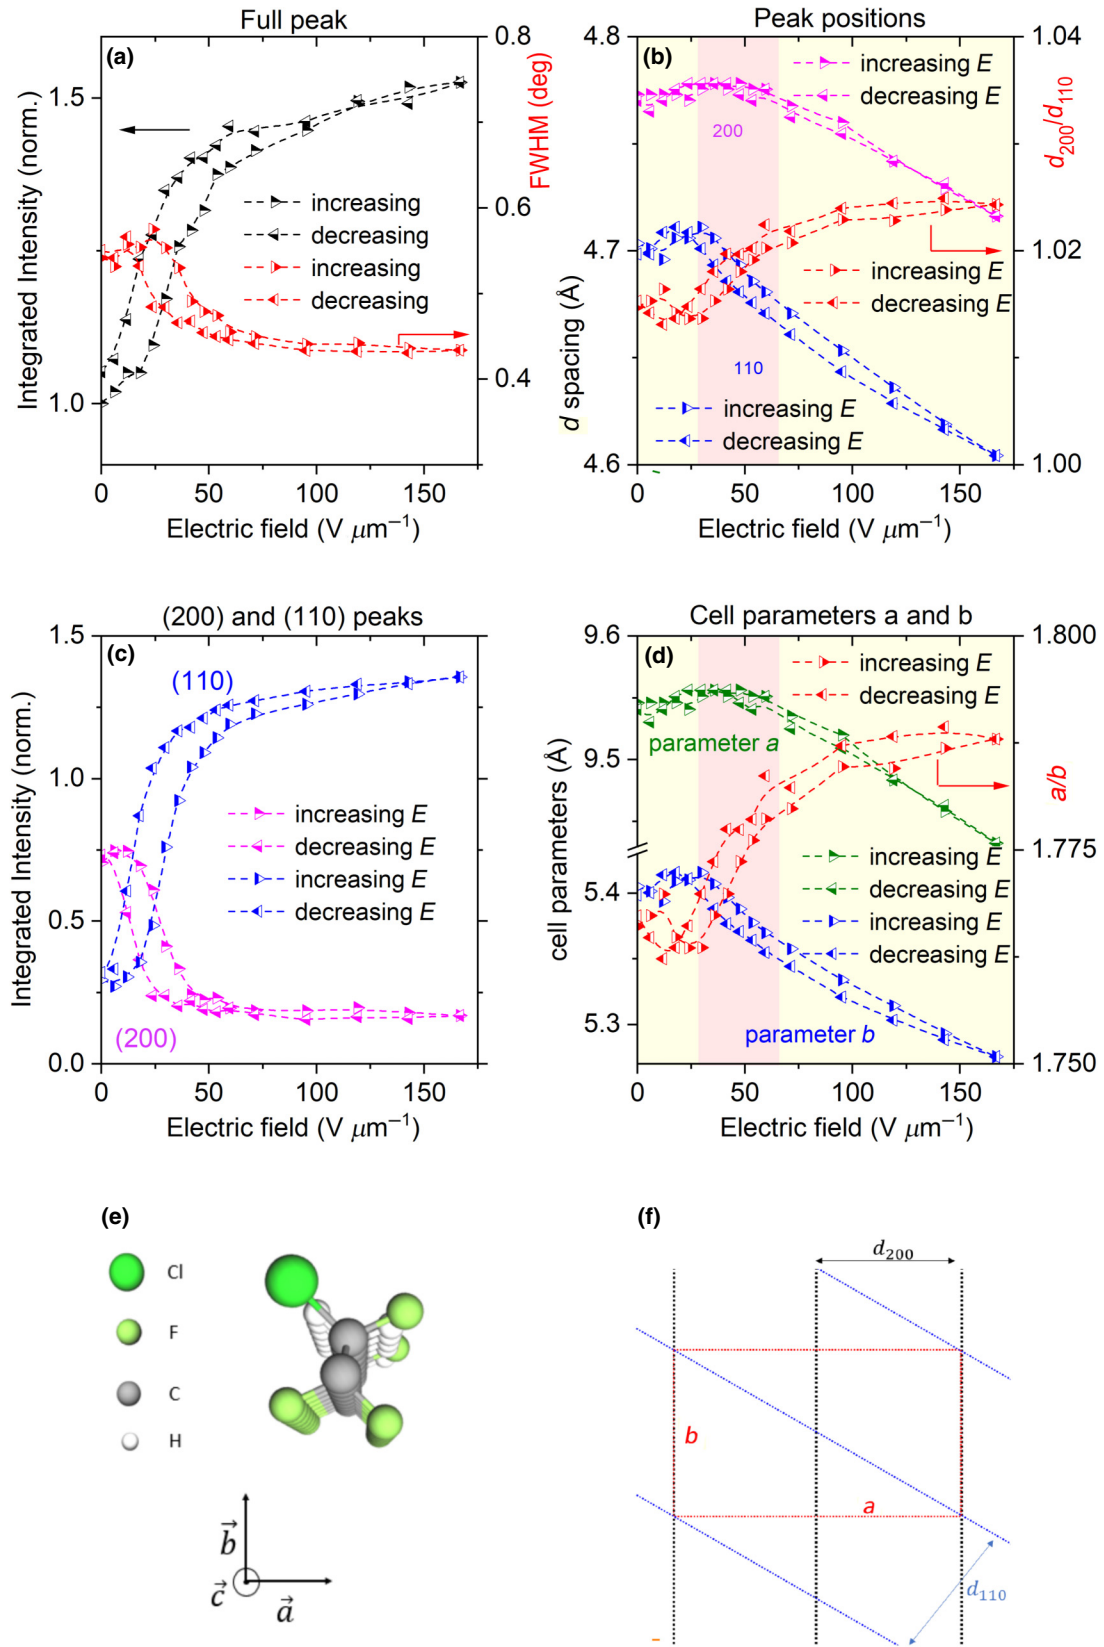 Full peak
(a)
Integrated Intensity (norm.)
1.5
1.0
0.8
0.6
0.4
FWHM (deg)
increasing
decreasing
increasing
decreasing
0 50 100 150
Electric field (V μm⁻¹)
Peak positions
(b)
d spacing (Å)
4.8
4.7
4.6
1.04
1.02
1.00
d₂₀₀/d₁₁₀
increasing E
decreasing E
200
increasing E
decreasing E
110
increasing E
decreasing E
0 50 100 150
Electric field (V μm⁻¹)
(200) and (110) peaks
(c)
Integrated Intensity (norm.)
1.5
1.0
0.5
0.0
(110)
increasing E
decreasing E
increasing E
decreasing E
(200)
0 50 100 150
Electric field (V μm⁻¹)
Cell parameters a and b
(d)
cell parameters (Å)
9.6
9.5
5.4
5.3
1.800
1.775
1.750
a/b
increasing E
decreasing E
parameter a
increasing E
decreasing E
increasing E
decreasing E
parameter b
0 50 100 150
Electric field (V μm⁻¹)
(e)
Cl
F
C
H
b⃗
c⃗
a⃗
(f)
d₂₀₀
b
a
d₁₁₀